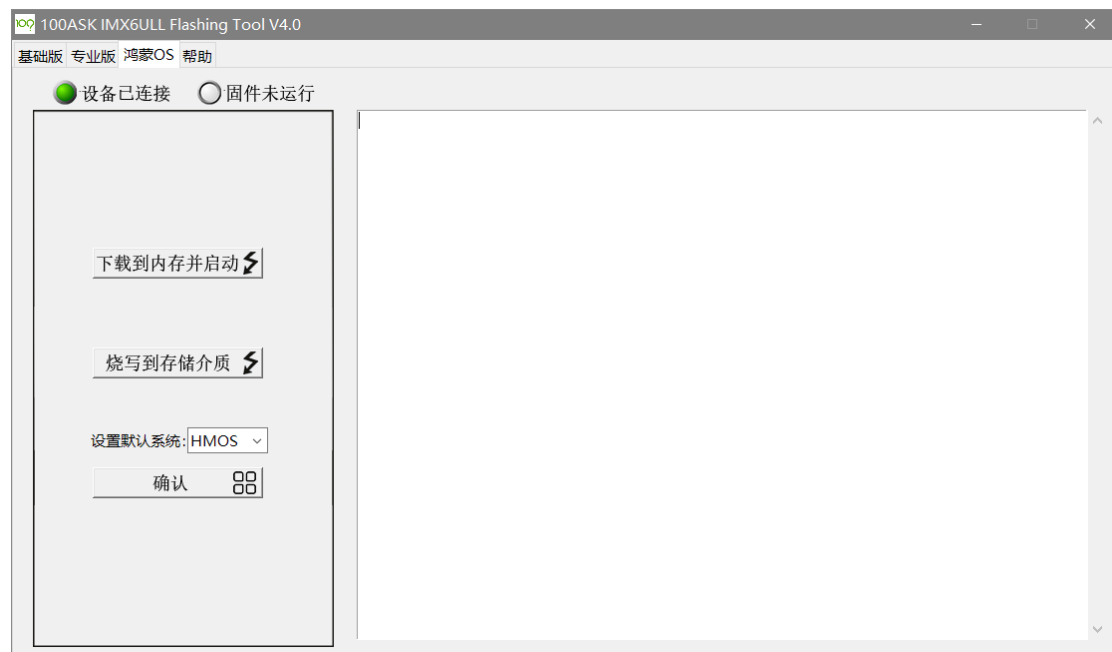 100ASK IMX6ULL Flashing Tool V4.0
基础版 专业版 鸿蒙OS 帮助
设备已连接 固件未运行
下载到内存并启动
烧写到存储介质
设置默认系统: HMOS
确认